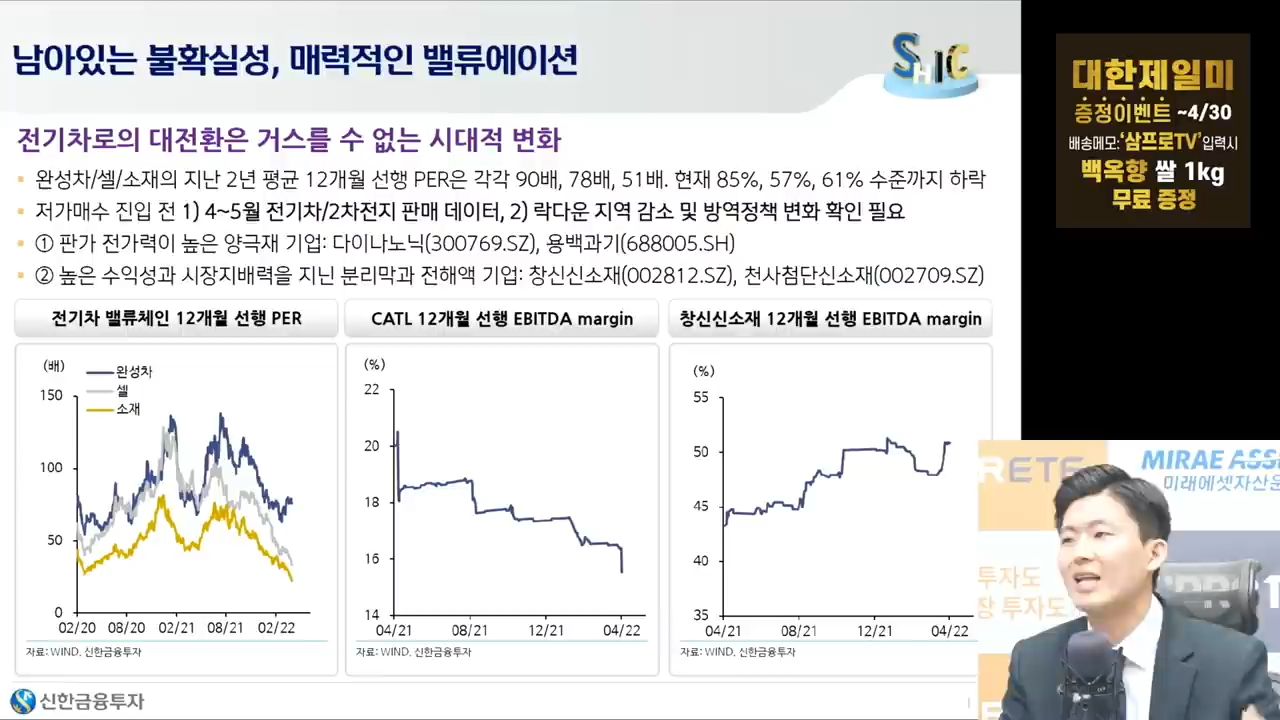 남아있는 불확실성, 매력적인 밸류에이션
SHIC
전기차로의 대전환은 거스를 수 없는 시대적 변화
완성차/셀/소재의 지난 2년 평균 12개월 선행 PER은 각각 90배, 78배, 51배. 현재 85%, 57%, 61% 수준까지 하락
저가매수 진입 전 1) 4~5월 전기차/2차전지 판매 데이터, 2) 락다운 지역 감소 및 방역정책 변화 확인 필요
① 판가 전가력이 높은 양극재 기업: 다이나노닉(300769.SZ), 용백과기(688005.SH)
② 높은 수익성과 시장지배력을 지닌 분리막과 전해액 기업: 창신신소재(002812.SZ), 천사첨단신소재(002709.SZ)
전기차 밸류체인 12개월 선행 PER
(배)
완성차
셀
소재
150
100
50
0
02/20 08/20 02/21 08/21 02/22
자료: WIND, 신한금융투자
CATL 12개월 선행 EBITDA margin
(%)
22
20
18
16
14
04/21 08/21 12/21 04/22
자료: WIND, 신한금융투자
창신신소재 12개월 선행 EBITDA margin
(%)
55
50
45
40
35
04/21 08/21 12/21 04/22
자료: WIND, 신한금융투자
신한금융투자
대한제일미
증정이벤트 ~4/30
배송메모:'삼프로TV'입력시
백옥향 쌀 1kg
무료 증정
RETE
MIRAE ASS
미래에셋자산운
투자도
장 투자도